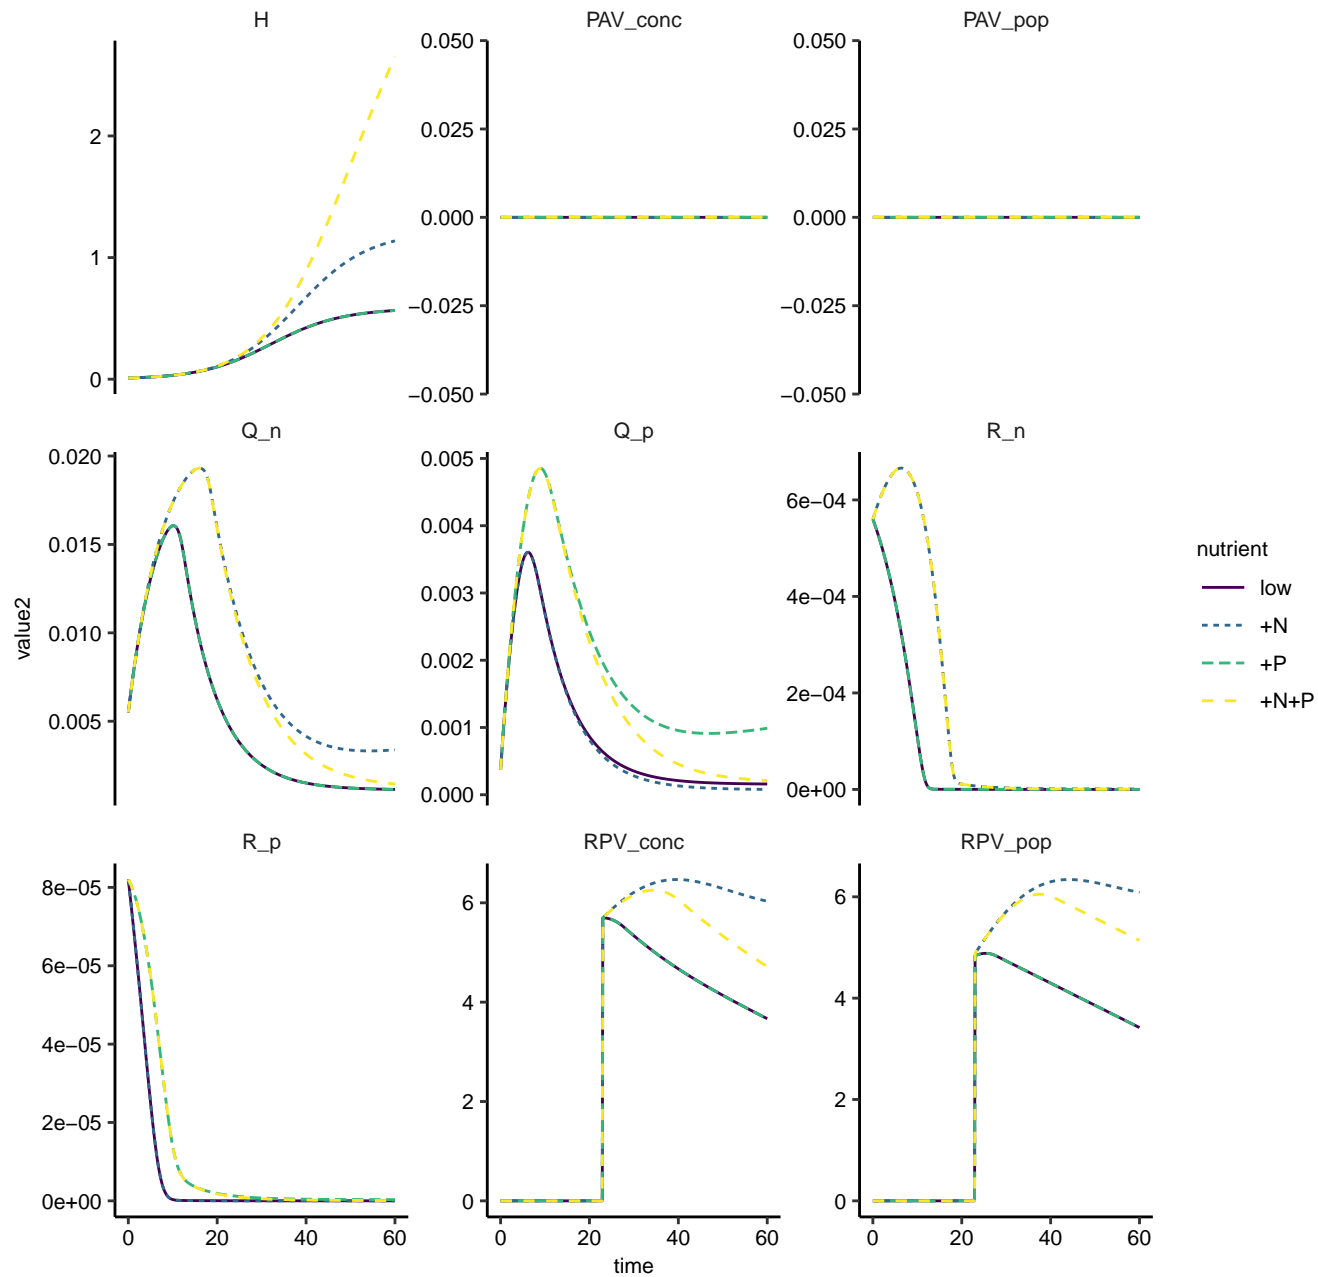 H PAV_conc PAV_pop
2
1
0
0.050
0.025
0.000
−0.025
−0.050
0.050
0.025
0.000
−0.025
−0.050
Q_n Q_p R_n
0.020
0.015
0.010
0.005
0.005
0.004
0.003
0.002
0.001
0.000
6e−04
4e−04
2e−04
0e+00
value2
nutrient
low
+N
+P
+N+P
R_p RPV_conc RPV_pop
8e−05
6e−05
4e−05
2e−05
0e+00
6
4
2
0
6
4
2
0
0 20 40 60 0 20 40 60 0 20 40 60
time